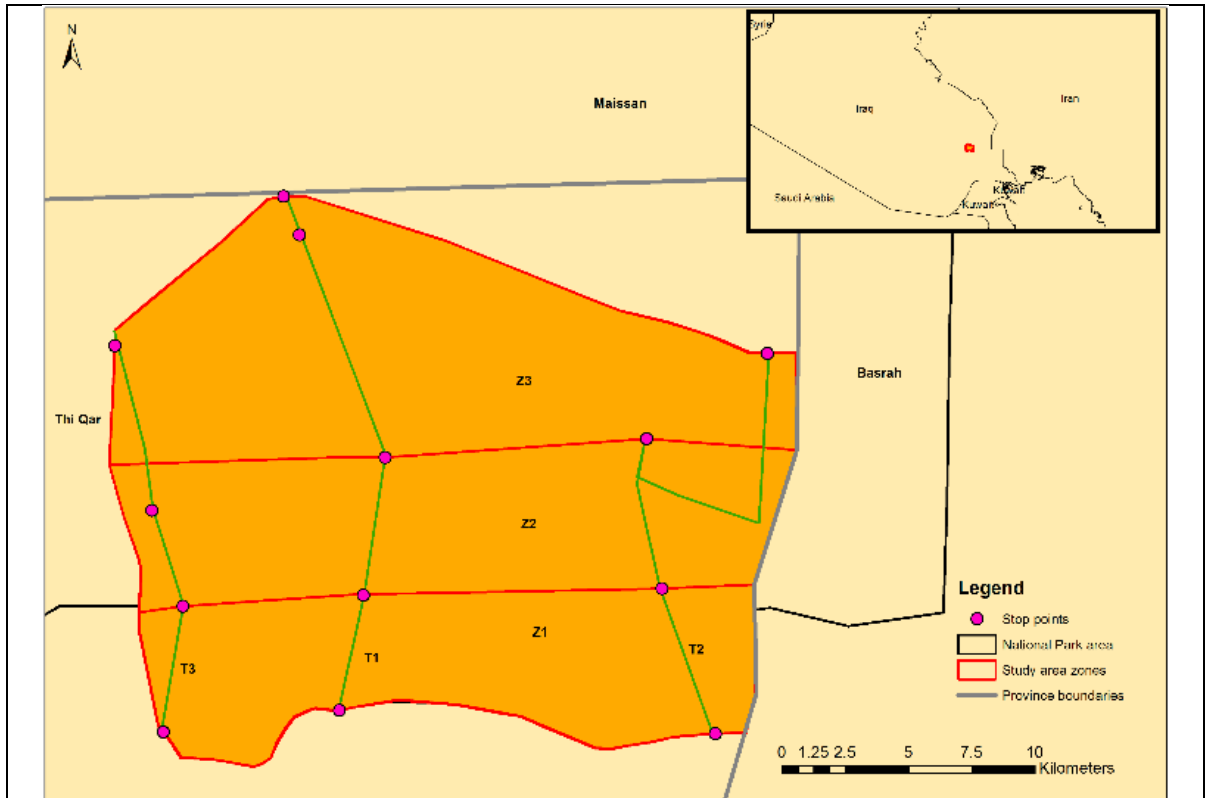 N
Maissan
Syria
Iraq
Iran
Saudi Arabia
Kuwait
Kuwait
Z3
Basrah
Thi Qar
Z2
Z1
T3
T1
T2
Legend
Stop points
National Park area
Study area zones
Province boundaries
0 1.25 2.5 5 7.5 10
Kilometers